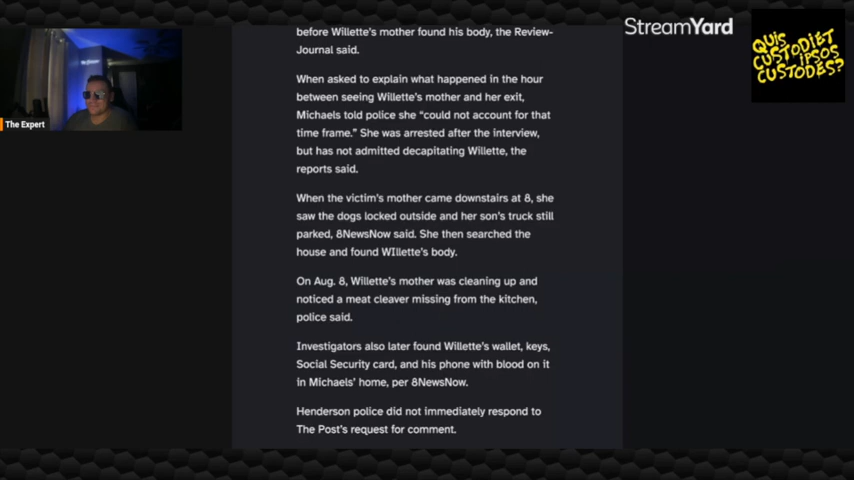 before Willette's mother found his body, the Review-
Journal said.
When asked to explain what happened in the hour
between seeing Willette's mother and her exit,
Michaels told police she “could not account for that
time frame.” She was arrested after the interview,
but has not admitted decapitating Willette, the
reports said.
When the victim's mother came downstairs at 8, she
saw the dogs locked outside and her son's truck still
parked, 8NewsNow said. She then searched the
house and found WIllette's body.
On Aug. 8, Willette's mother was cleaning up and
noticed a meat cleaver missing from the kitchen,
police said.
Investigators also later found Willette's wallet, keys,
Social Security card, and his phone with blood on it
in Michaels' home, per 8NewsNow.
Henderson police did not immediately respond to
The Post's request for comment.
The Expert
StreamYard
QUIS
CUSTODIET
IPSOS
CUSTODES?